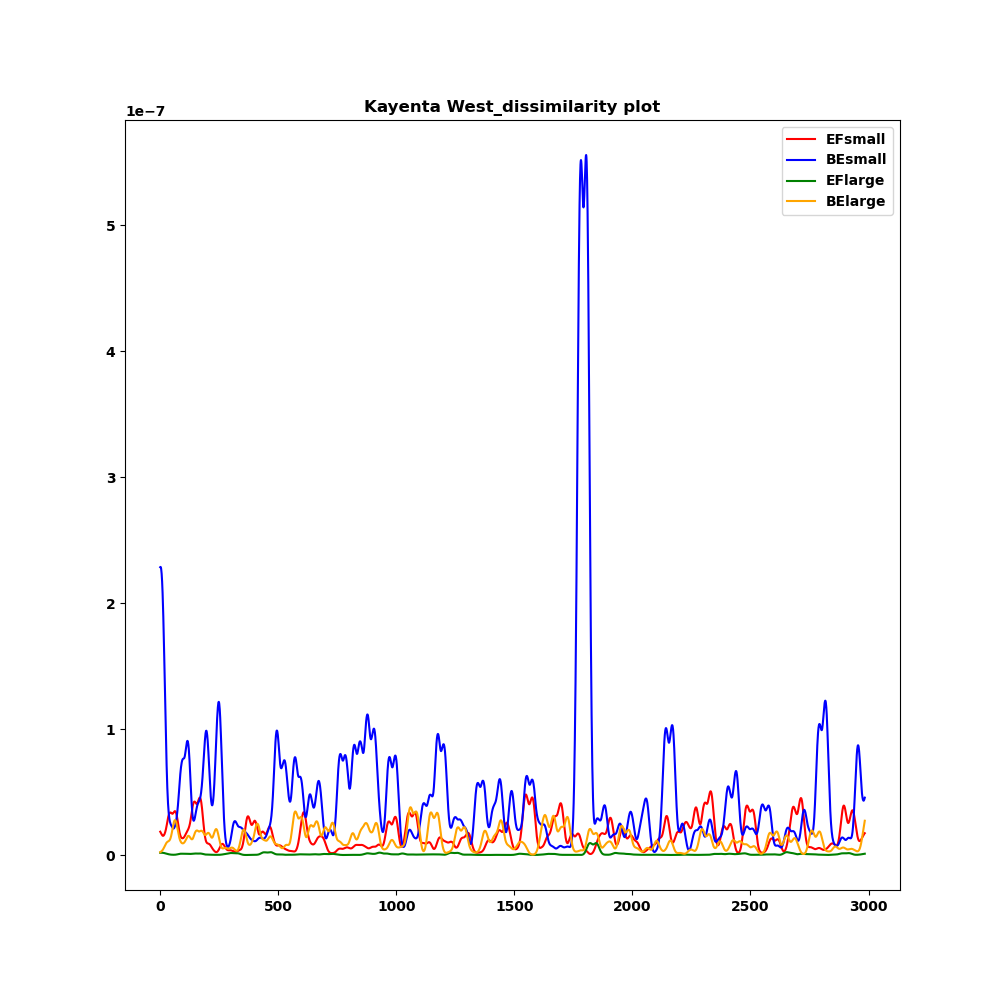 Kayenta West_dissimilarity plot
1e−7
EFsmall
BEsmall
EFlarge
BElarge
5
4
3
2
1
0
0 500 1000 1500 2000 2500 3000